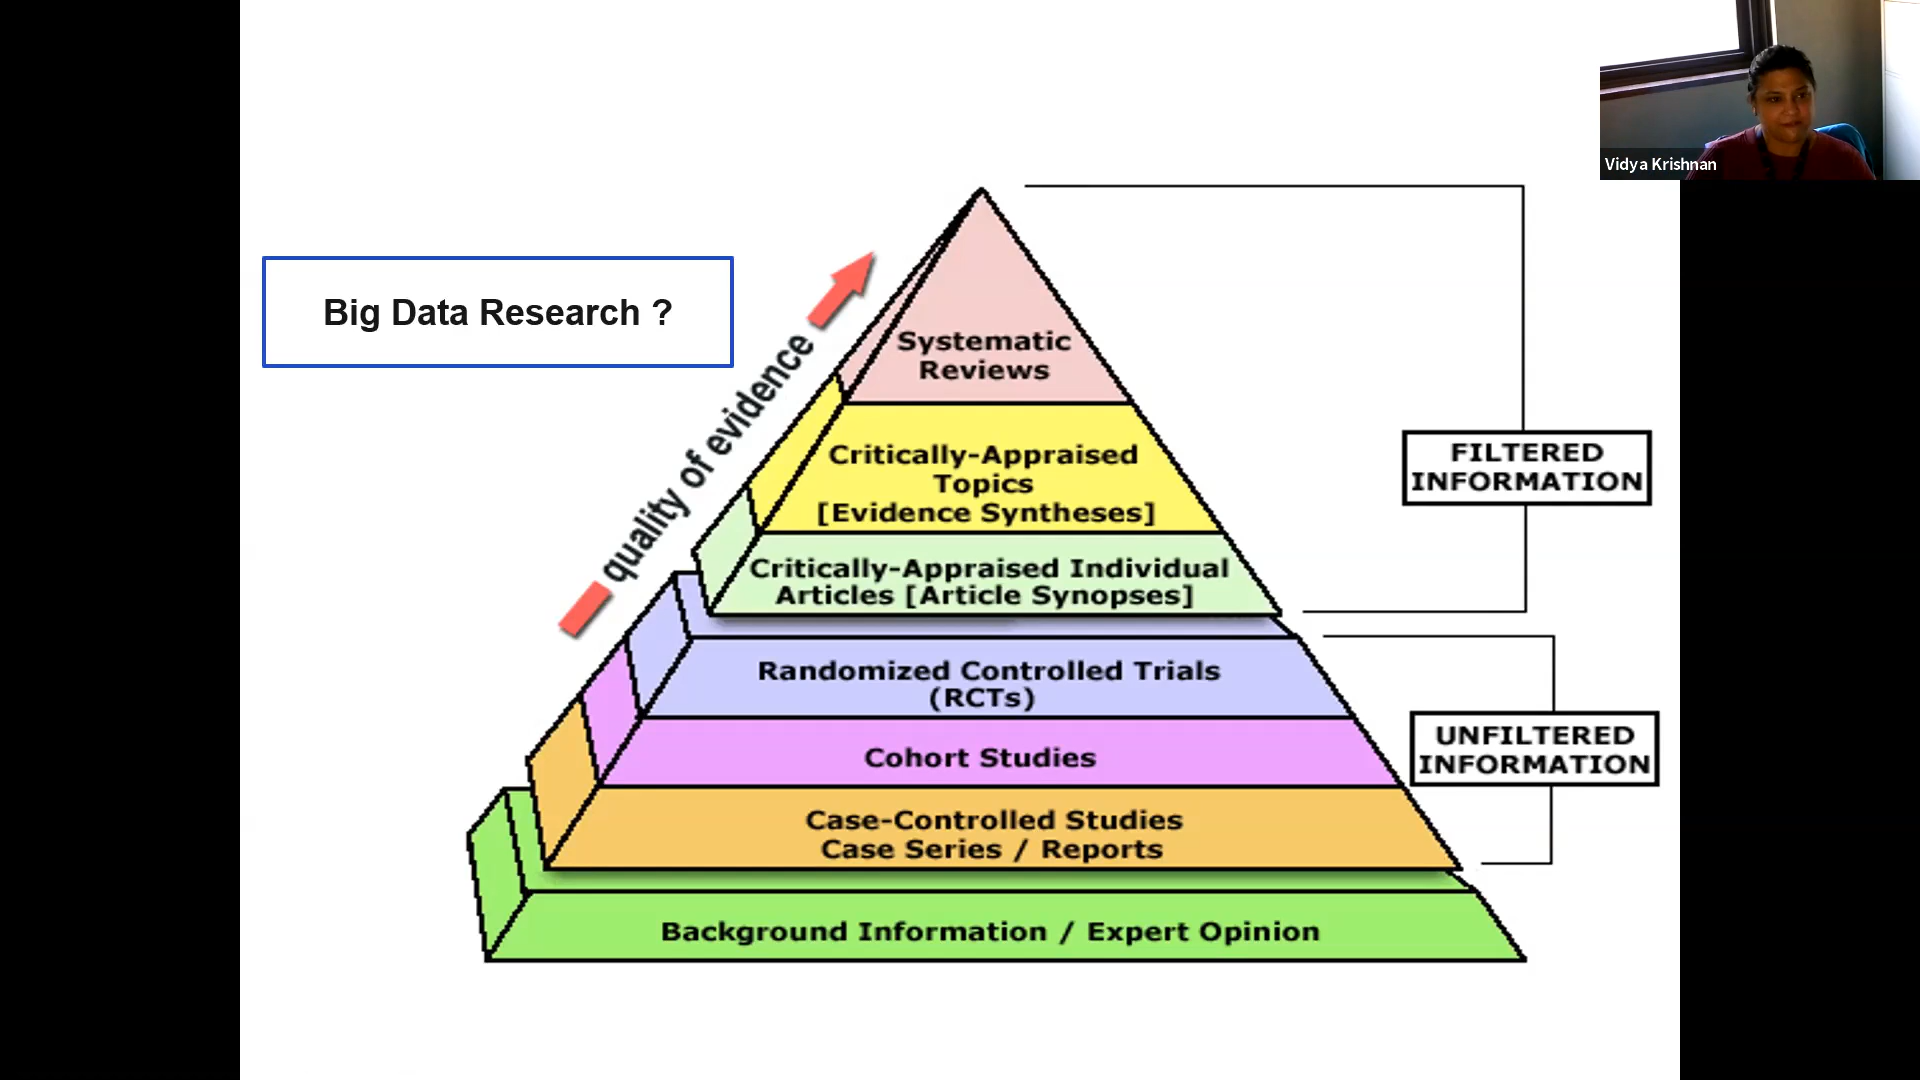 Vidya Krishnan
Big Data Research ?
quality of evidence
Systematic
Reviews
Critically-Appraised
Topics
[Evidence Syntheses]
Critically-Appraised Individual
Articles [Article Synopses]
FILTERED
INFORMATION
Randomized Controlled Trials
(RCTs)
Cohort Studies
Case-Controlled Studies
Case Series / Reports
UNFILTERED
INFORMATION
Background Information / Expert Opinion